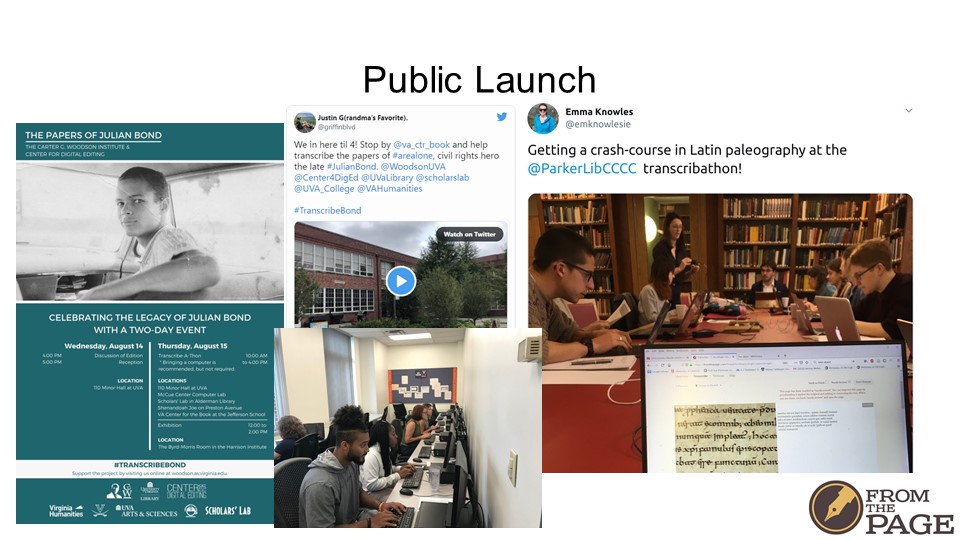 Public Launch
THE PAPERS OF JULIAN BOND
THE CARTER G. WOODSON INSTITUTE &
CENTER FOR DIGITAL EDITING
CELEBRATING THE LEGACY OF JULIAN BOND
WITH A TWO-DAY EVENT
Wednesday, August 14
4:00 PM Discussion of Edition
5:00 PM Reception
LOCATION
110 Minor Hall at UVA
Thursday, August 15
Transcribe-A-Thon 10:00 AM
* Bringing a computer is to 4:00 PM
recommended, but not required.
LOCATIONS
110 Minor Hall at UVA
McCue Center Computer Lab
Scholars' Lab in Alderman Library
Shenandoah Joe on Preston Avenue
VA Center for the Book at the Jefferson School
Exhibition 12:00 to
2:00 PM
LOCATION
The Byrd-Morris Room in the Harrison Institute
#TRANSCRIBEBOND
Support the project by visiting us online at woodson.as.virginia.edu.
LIBRARY
CENTER FOR
DIGITAL EDITING
Virginia
Humanities
UVA
ARTS & SCIENCES
SCHOLARS' LAB
Justin G(randma's Favorite).
@griffinblvd
We in here til 4! Stop by @va_ctr_book and help
transcribe the papers of #arealone, civil rights hero
the late #JulianBond. @WoodsonUVA
@Center4DigEd @UVaLibrary @scholarslab
@UVA_College @VAHumanities
#TranscribeBond
Watch on Twitter
Emma Knowles
@emknowlesie
Getting a crash-course in Latin paleography at the
@ParkerLibCCCC transcribathon!
FROM
THE
PAGE